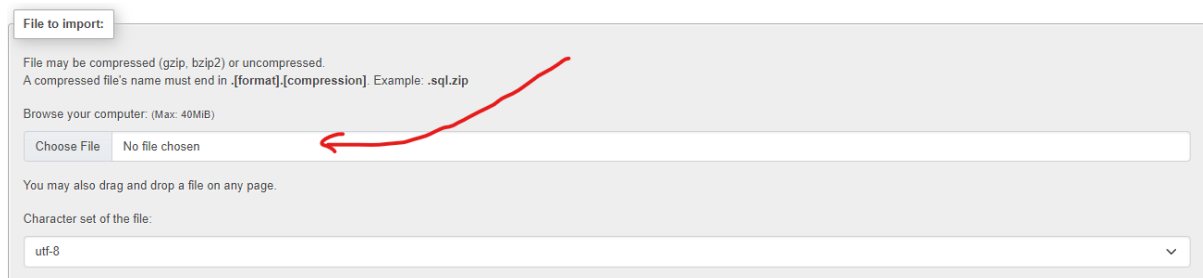 File to import:
File may be compressed (gzip, bzip2) or uncompressed.
A compressed file's name must end in .[format].[compression]. Example: .sql.zip
Browse your computer: (Max: 40MiB)
Choose File No file chosen
You may also drag and drop a file on any page.
Character set of the file:
utf-8